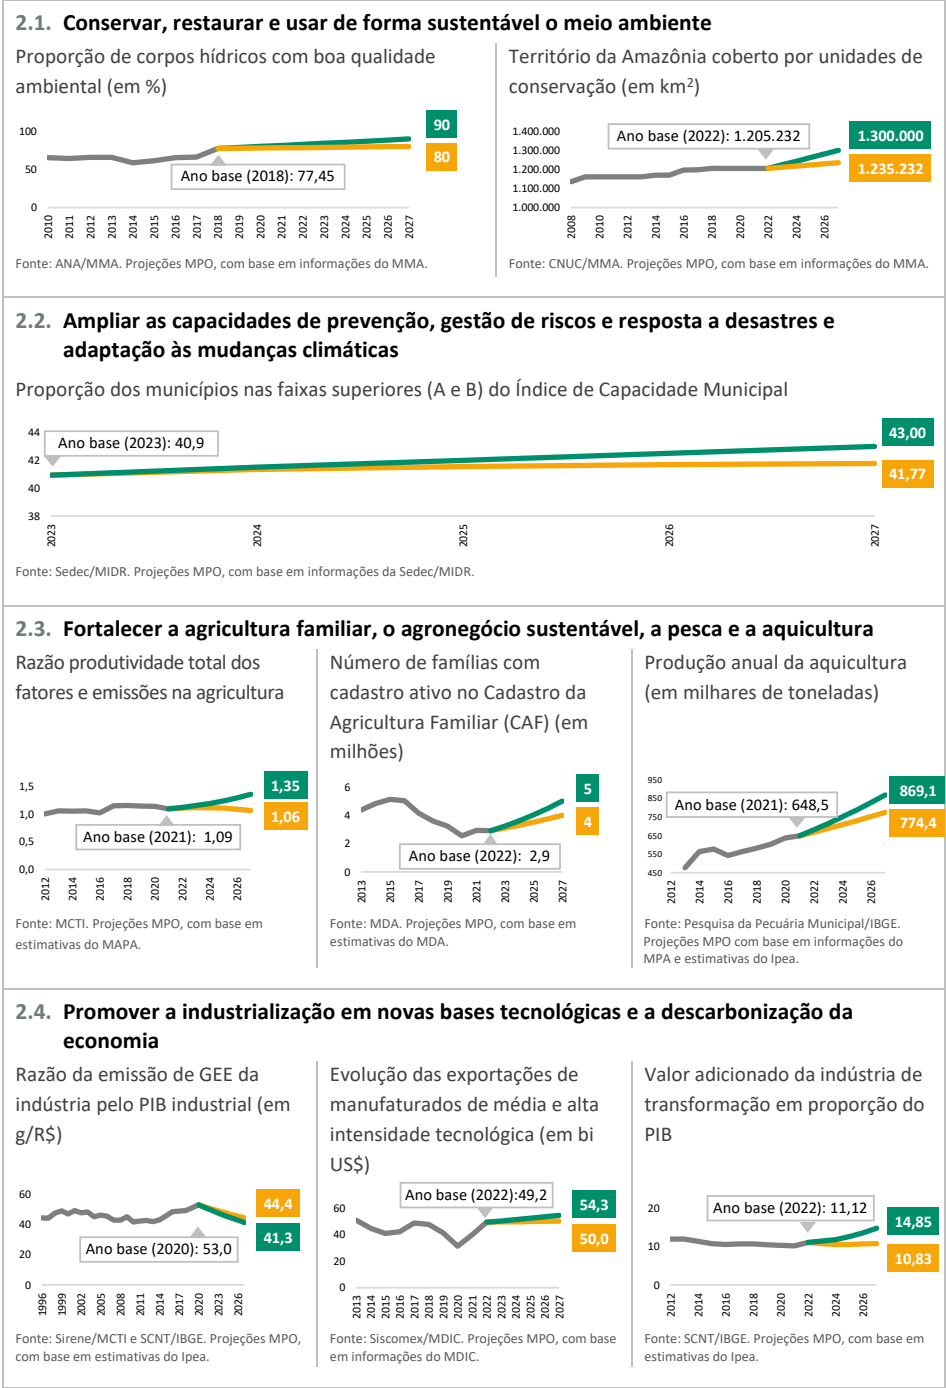 2.1. Conservar, restaurar e usar de forma sustentável o meio ambiente
Proporção de corpos hídricos com boa qualidade
ambiental (em %)
100
50
0
Ano base (2018): 77,45
90
80
2010 2011 2012 2013 2014 2015 2016 2017 2018 2019 2020 2021 2022 2023 2024 2025 2026 2027
Fonte: ANA/MMA. Projeções MPO, com base em informações do MMA.
Território da Amazônia coberto por unidades de
conservação (em km²)
1.400.000
1.300.000
1.200.000
1.100.000
1.000.000
Ano base (2022): 1.205.232
1.300.000
1.235.232
2008 2010 2012 2014 2016 2018 2020 2022 2024 2026
Fonte: CNUC/MMA. Projeções MPO, com base em informações do MMA.
2.2. Ampliar as capacidades de prevenção, gestão de riscos e resposta a desastres e
adaptação às mudanças climáticas
Proporção dos municípios nas faixas superiores (A e B) do Índice de Capacidade Municipal
44
42
40
38
Ano base (2023): 40,9
43,00
41,77
2023 2024 2025 2026 2027
Fonte: Sedec/MIDR. Projeções MPO, com base em informações da Sedec/MIDR.
2.3. Fortalecer a agricultura familiar, o agronegócio sustentável, a pesca e a aquicultura
Razão produtividade total dos
fatores e emissões na agricultura
1,5
1,0
0,5
0,0
Ano base (2021): 1,09
1,35
1,06
2012 2014 2016 2018 2020 2022 2024 2026
Fonte: MCTI. Projeções MPO, com base em
estimativas do MAPA.
Número de famílias com
cadastro ativo no Cadastro da
Agricultura Familiar (CAF) (em
milhões)
6
4
2
0
Ano base (2022): 2,9
5
4
2013 2015 2017 2019 2021 2023 2025 2027
Fonte: MDA. Projeções MPO, com base em
estimativas do MDA.
Produção anual da aquicultura
(em milhares de toneladas)
950
850
750
650
550
450
Ano base (2021): 648,5
869,1
774,4
2012 2014 2016 2018 2020 2022 2024 2026
Fonte: Pesquisa da Pecuária Municipal/IBGE.
Projeções MPO com base em informações do
MPA e estimativas do Ipea.
2.4. Promover a industrialização em novas bases tecnológicas e a descarbonização da
economia
Razão da emissão de GEE da
indústria pelo PIB industrial (em
g/R$)
60
40
20
0
Ano base (2020): 53,0
44,4
41,3
1996 1999 2002 2005 2008 2011 2014 2017 2020 2023 2026
Fonte: Sirene/MCTI e SCNT/IBGE. Projeções MPO,
com base em estimativas do Ipea.
Evolução das exportações de
manufaturados de média e alta
intensidade tecnológica (em bi
US$)
60
40
20
0
Ano base (2022):49,2
54,3
50,0
2013 2014 2015 2016 2017 2018 2019 2020 2021 2022 2023 2024 2025 2026 2027
Fonte: Siscomex/MDIC. Projeções MPO, com base
em informações do MDIC.
Valor adicionado da indústria de
transformação em proporção do
PIB
20
10
0
Ano base (2022): 11,12
14,85
10,83
2012 2014 2016 2018 2020 2022 2024 2026
Fonte: SCNT/IBGE. Projeções MPO, com base em
estimativas do Ipea.